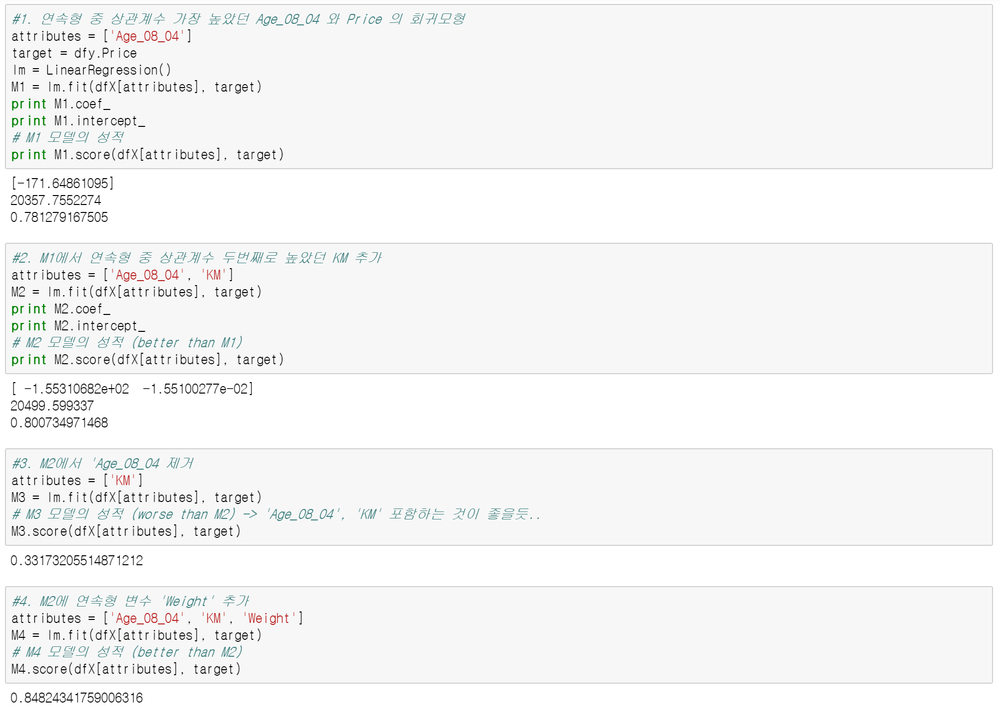 #1. 연속형 중 상관계수 가장 높았던 Age_08_04 와 Price 의 회귀모형
attributes = ['Age_08_04']
target = dfy.Price
lm = LinearRegression()
M1 = lm.fit(dfX[attributes], target)
print M1.coef_
print M1.intercept_
# M1 모델의 성적
print M1.score(dfX[attributes], target)
[-171.64861095]
20357.7552274
0.781279167505
#2. M1에서 연속형 중 상관계수 두번째로 높았던 KM 추가
attributes = ['Age_08_04', 'KM']
M2 = lm.fit(dfX[attributes], target)
print M2.coef_
print M2.intercept_
# M2 모델의 성적 (better than M1)
print M2.score(dfX[attributes], target)
[ -1.55310682e+02  -1.55100277e-02]
20499.599337
0.800734971468
#3. M2에서 'Age_08_04 제거
attributes = ['KM']
M3 = lm.fit(dfX[attributes], target)
# M3 모델의 성적 (worse than M2) -> 'Age_08_04', 'KM' 포함하는 것이 좋을듯..
M3.score(dfX[attributes], target)
0.33173205514871212
#4. M2에 연속형 변수 'Weight' 추가
attributes = ['Age_08_04', 'KM', 'Weight']
M4 = lm.fit(dfX[attributes], target)
# M4 모델의 성적 (better than M2)
M4.score(dfX[attributes], target)
0.84824341759006316